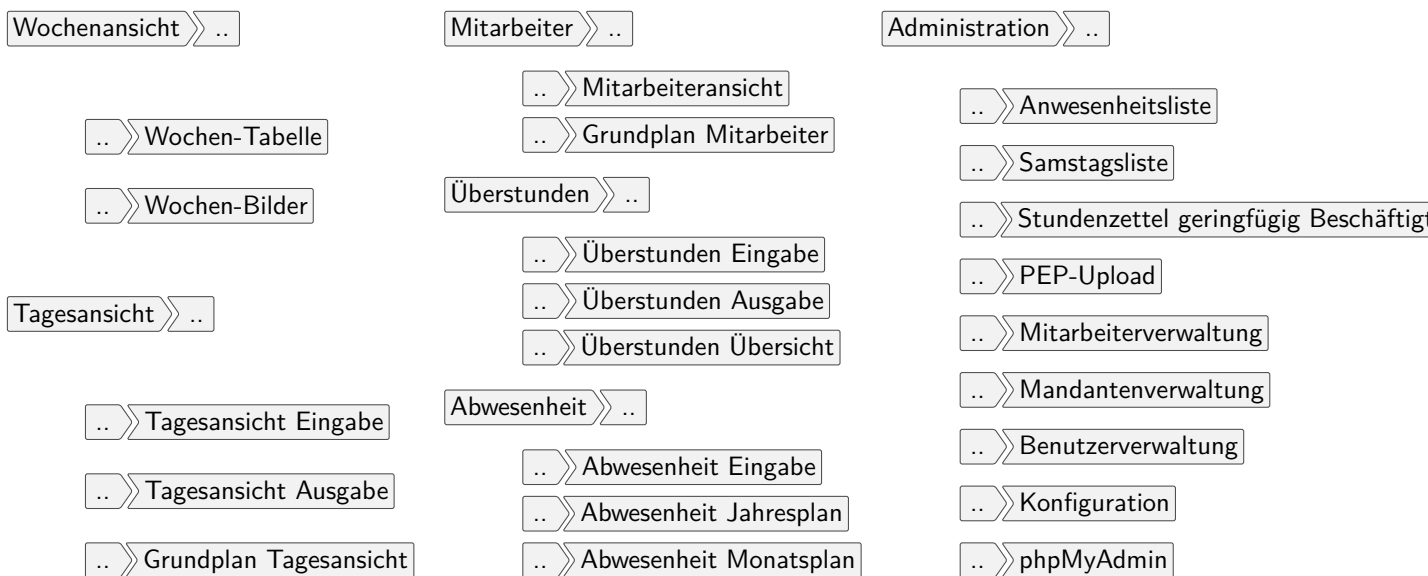 Wochenansicht ..
.. Wochen-Tabelle
.. Wochen-Bilder
Tagesansicht ..
.. Tagesansicht Eingabe
.. Tagesansicht Ausgabe
.. Grundplan Tagesansicht
Mitarbeiter ..
.. Mitarbeiteransicht
.. Grundplan Mitarbeiter
Überstunden ..
.. Überstunden Eingabe
.. Überstunden Ausgabe
.. Überstunden Übersicht
Abwesenheit ..
.. Abwesenheit Eingabe
.. Abwesenheit Jahresplan
.. Abwesenheit Monatsplan
Administration ..
.. Anwesenheitsliste
.. Samstagsliste
.. Stundenzettel geringfügig Beschäftigt
.. PEP-Upload
.. Mitarbeiterverwaltung
.. Mandantenverwaltung
.. Benutzerverwaltung
.. Konfiguration
.. phpMyAdmin